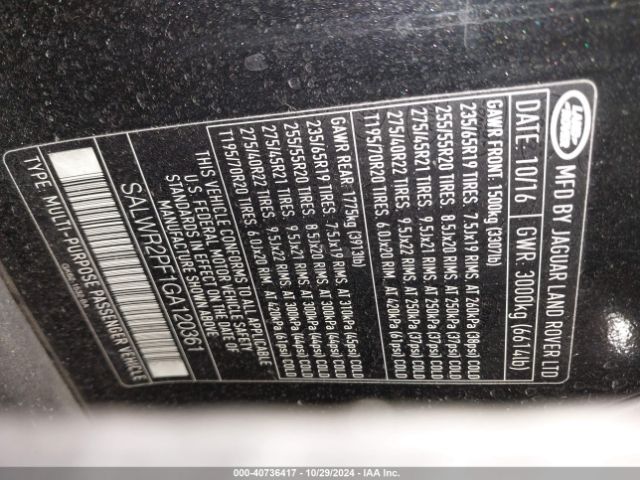 LAND
ROVER
MFD BY JAGUAR LAND ROVER LTD
DATE: 10/16 GWR: 3000kg (6614lb)
GAWR FRONT: 1500kg (3307lb)
235/65R19 TIRES: 7.5Jx19 RIMS, AT 260kPa (38psi) COLD
255/55R20 TIRES: 8.5Jx20 RIMS, AT 250kPa (37psi) COLD
275/45R21 TIRES: 9.5Jx21 RIMS, AT 250kPa (37psi) COLD
275/40R22 TIRES: 9.5Jx22 RIMS, AT 250kPa (37psi) COLD
T195/70R20 TIRES: 6.0Jx20 RIM, AT 420kPa (61psi) COLD
GAWR REAR: 1775kg (3913lb)
235/65R19 TIRES: 7.5Jx19 RIMS, AT 310kPa (45psi) COLD
255/55R20 TIRES: 8.5Jx20 RIMS, AT 300kPa (44psi) COLD
275/45R21 TIRES: 9.5Jx21 RIMS, AT 300kPa (44psi) COLD
275/40R22 TIRES: 9.5Jx22 RIMS, AT 300kPa (44psi) COLD
T195/70R20 TIRES: 6.0Jx20 RIM, AT 420kPa (61psi) COLD
THIS VEHICLE CONFORMS TO ALL APPLICABLE
U.S. FEDERAL MOTOR VEHICLE SAFETY
STANDARDS IN EFFECT ON THE DATE OF
MANUFACTURE SHOWN ABOVE
SALWR2PF1GA120361
TYPE: MULTI-PURPOSE PASSENGER VEHICLE
000-40736417 - 10/29/2024 - IAA Inc.